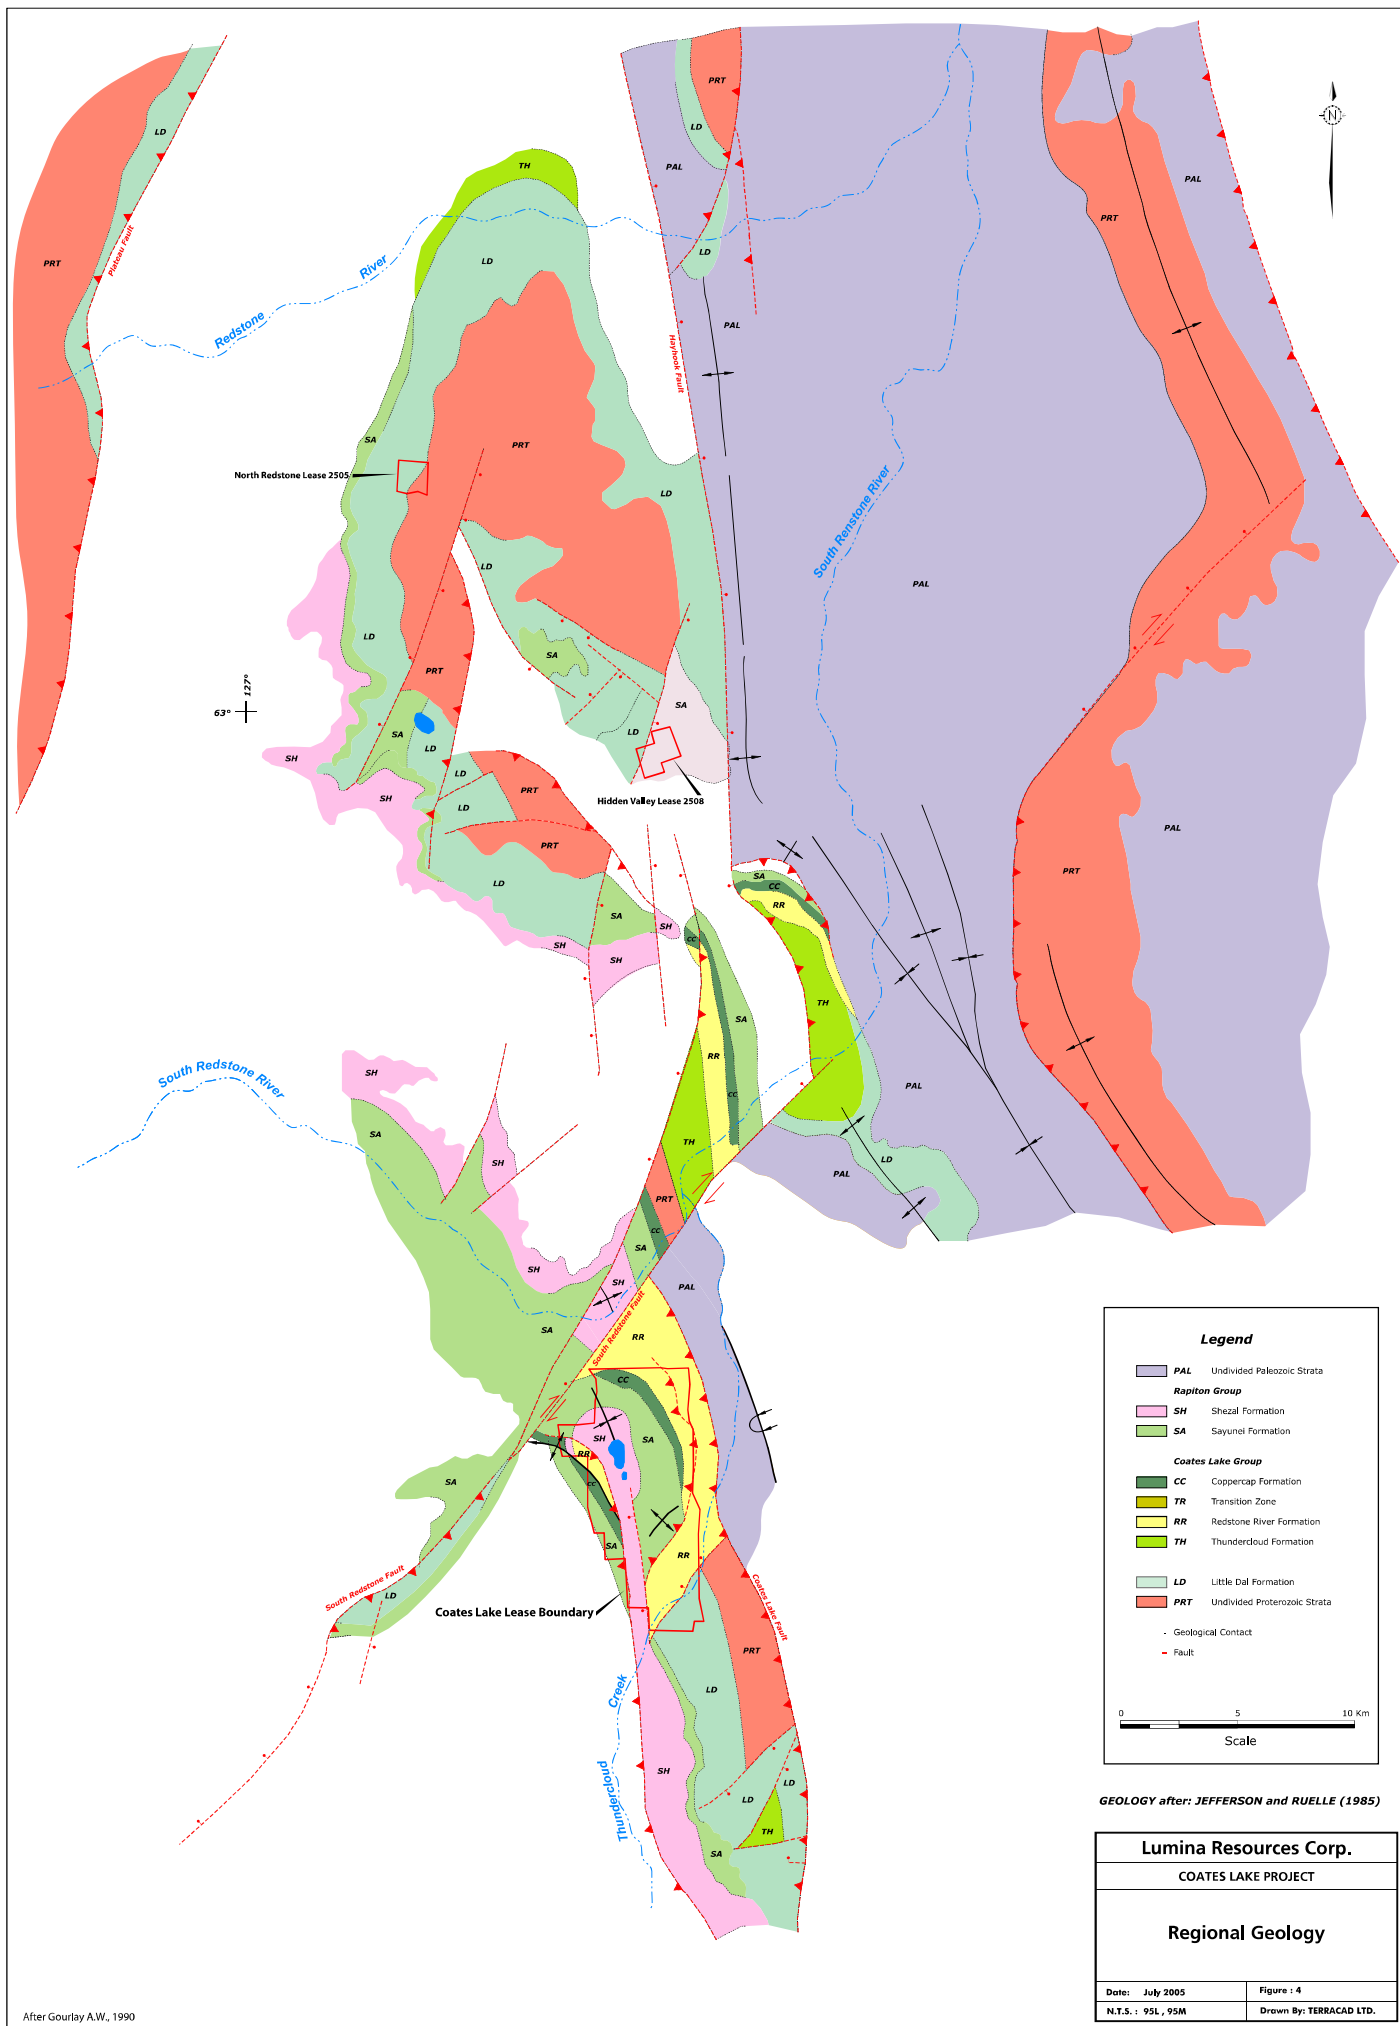 PRT
LD
PRT
LD
PAL
PAL
TH
N
PRT
Plateau Fault
PRT
LD
LD
Redstone
River
PAL
Hayhook Fault
SA
PRT
North Redstone Lease 2505
LD
South Renstone River
LD
PAL
LD
SA
PRT
63°
127°
SA
SA
LD
LD
SH
LD
PRT
SH
LD
Hidden Valley Lease 2508
PAL
PRT
PRT
SA
CC
RR
LD
SA
SH
CC
SH
SH
TH
SA
RR
South Redstone River
SH
CC
PAL
SA
TH
SH
LD
PAL
PRT
CC
SA
SH
SH
PAL
South Redstone Fault
RR
SA
CC
SH
SA
RR
SA
CC
SA
RR
South Redstone Fault
LD
Coates Lake Lease Boundary
Coates Lake Fault
PRT
LD
Creek
Thundercloud
SH
LD
LD
TH
SA
Legend
PAL Undivided Paleozoic Strata
Rapiton Group
SH Shezal Formation
SA Sayunei Formation
Coates Lake Group
CC Coppercap Formation
TR Transition Zone
RR Redstone River Formation
TH Thundercloud Formation
LD Little Dal Formation
PRT Undivided Proterozoic Strata
Geological Contact
Fault
0 5 10 Km
Scale
GEOLOGY after: JEFFERSON and RUELLE (1985)
Lumina Resources Corp.
COATES LAKE PROJECT
Regional Geology
Date: July 2005 Figure : 4
N.T.S. : 95L , 95M Drawn By: TERRACAD LTD.
After Gourlay A.W., 1990